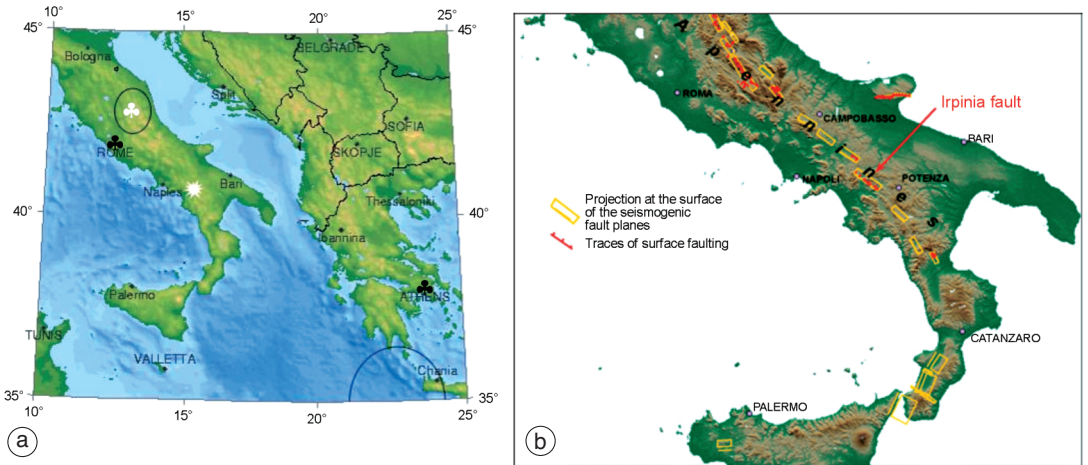 10° 15° 20° 25°
45° 45°
BELGRADE
Bologna
Split
SOFIA
ROME
SKOPJE
Naples
Bari
Thessaloniki
40° 40°
Ioannina
Palermo
ATHENS
TUNIS
VALLETTA
Chania
35° 35°
10° 15° 20° 25°
a
Apennines
ROMA
Irpinia fault
CAMPOBASSO
BARI
NAPOLI
POTENZA
Projection at the surface
of the seismogenic
fault planes
Traces of surface faulting
CATANZARO
PALERMO
b